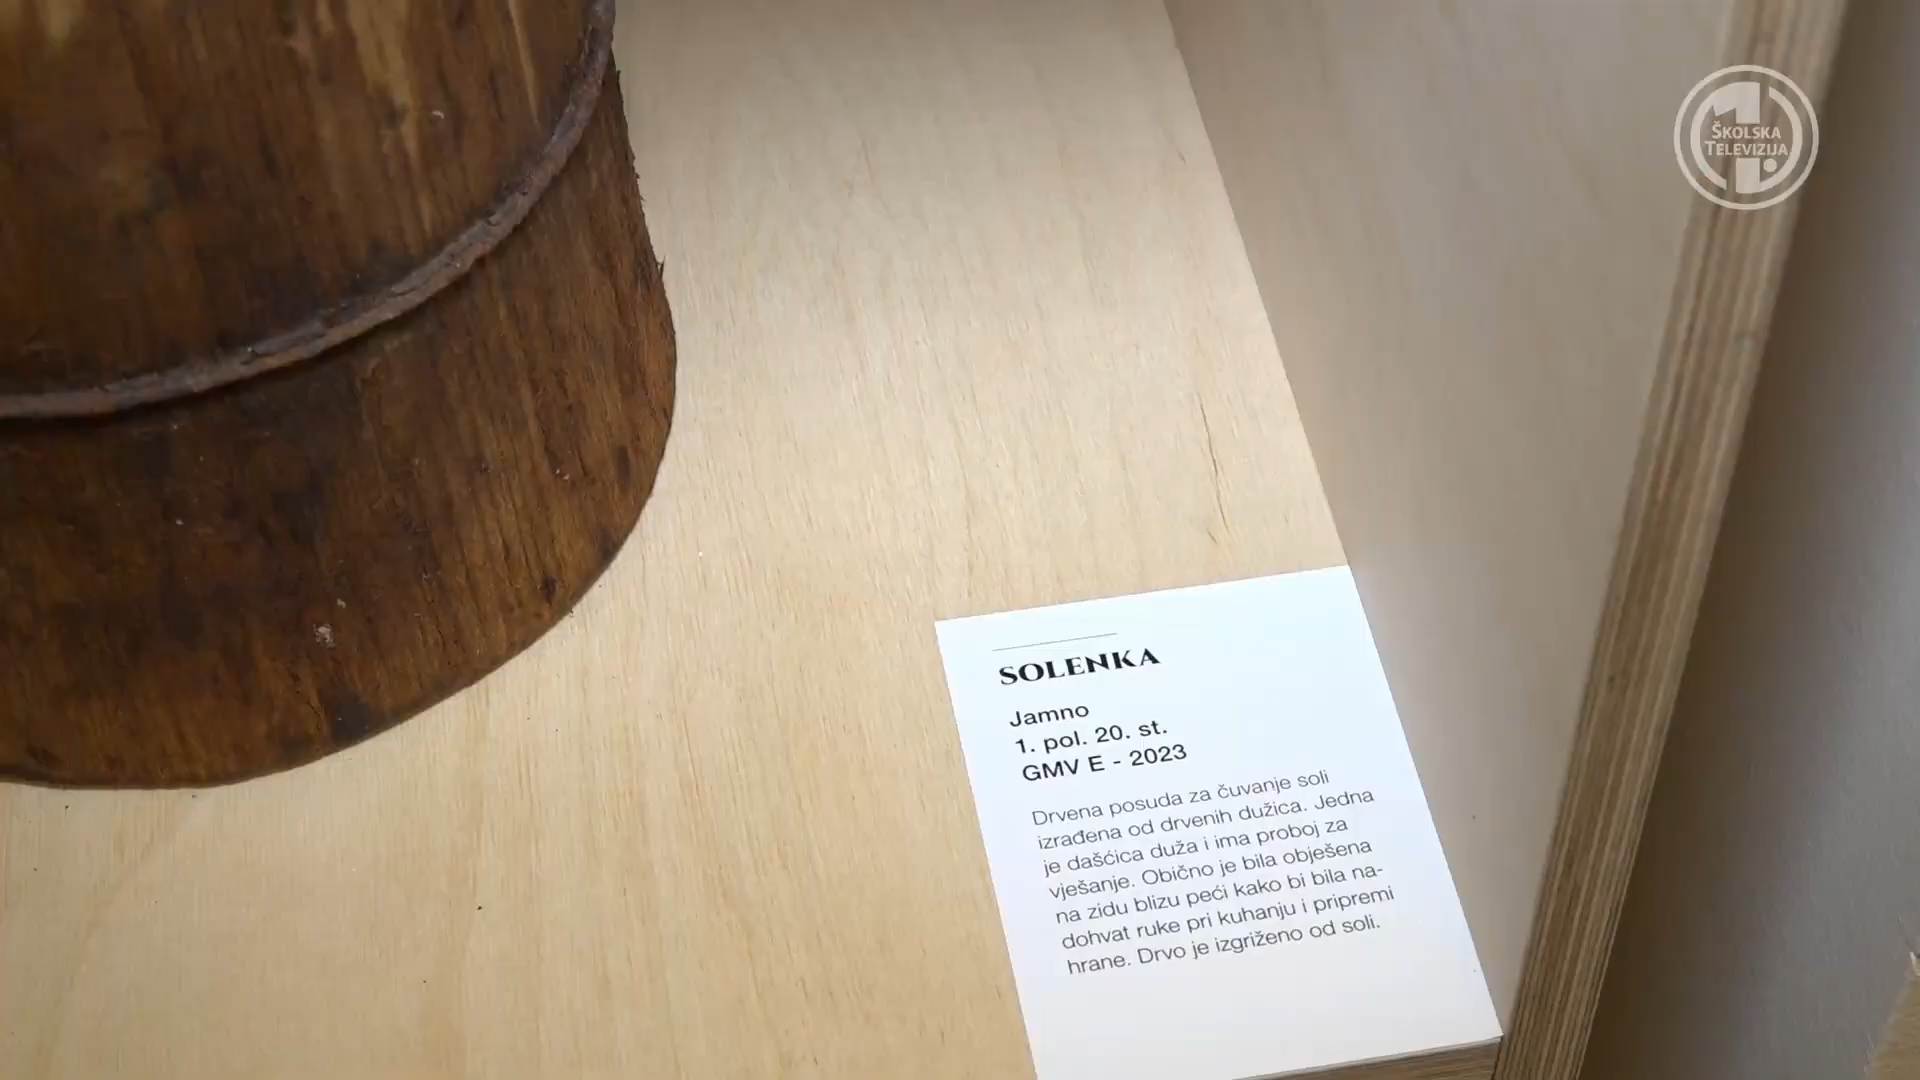 ŠKOLSKA
TELEVIZIJA
SOLENKA
Jamno
1. pol. 20. st.
GMV E - 2023
Drvena posuda za čuvanje soli
izrađena od drvenih dužica. Jedna
je dašćica duža i ima proboj za
vješanje. Obično je bila obješena
na zidu blizu peći kako bi bila na-
dohvat ruke pri kuhanju i pripremi
hrane. Drvo je izgriženo od soli.